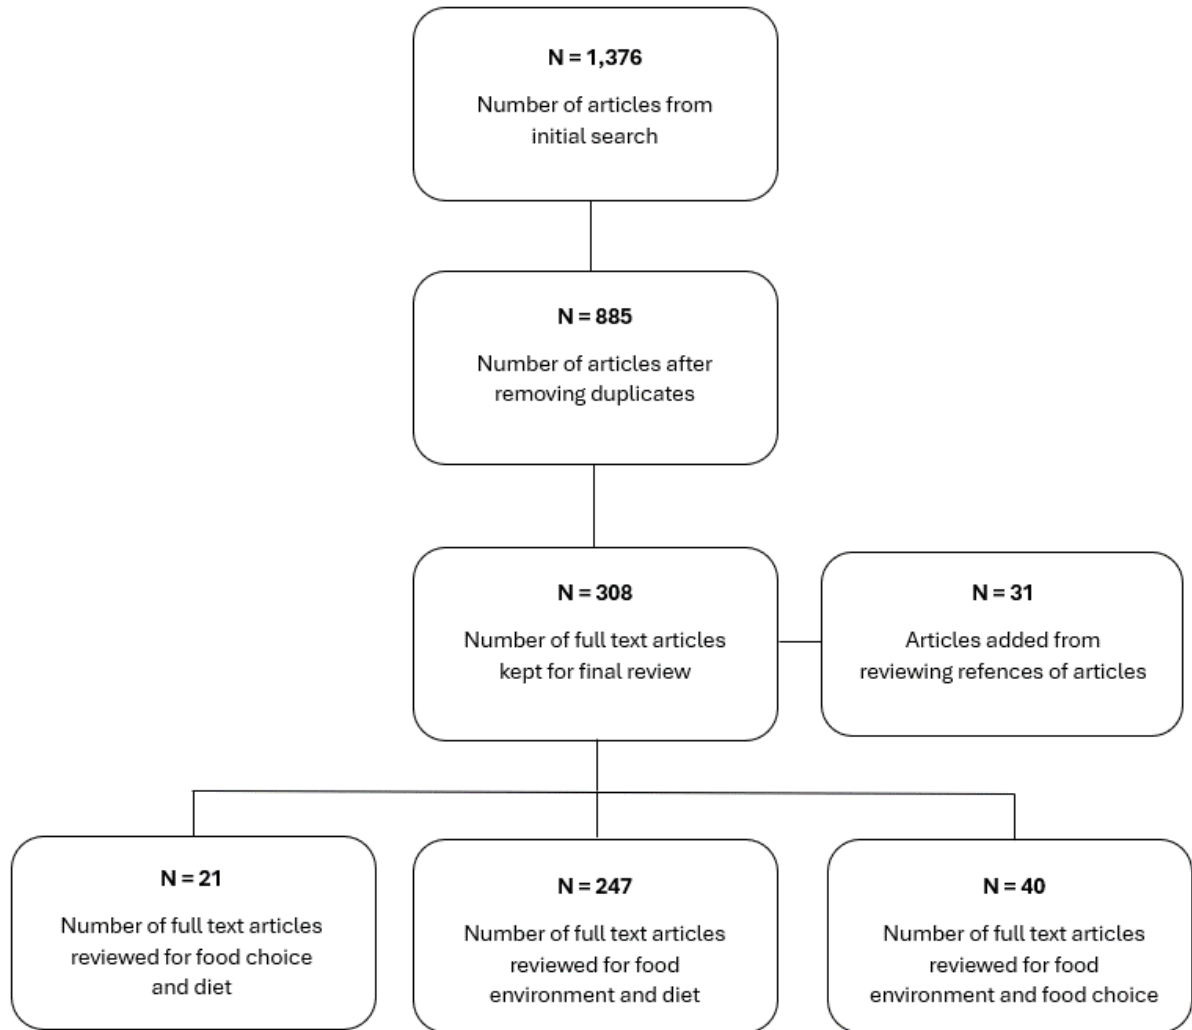 N = 1,376
Number of articles from
initial search
N = 885
Number of articles after
removing duplicates
N = 308
Number of full text articles
kept for final review
N = 31
Articles added from
reviewing refences of articles
N = 21
Number of full text articles
reviewed for food choice
and diet
N = 247
Number of full text articles
reviewed for food
environment and diet
N = 40
Number of full text articles
reviewed for food
environment and food choice